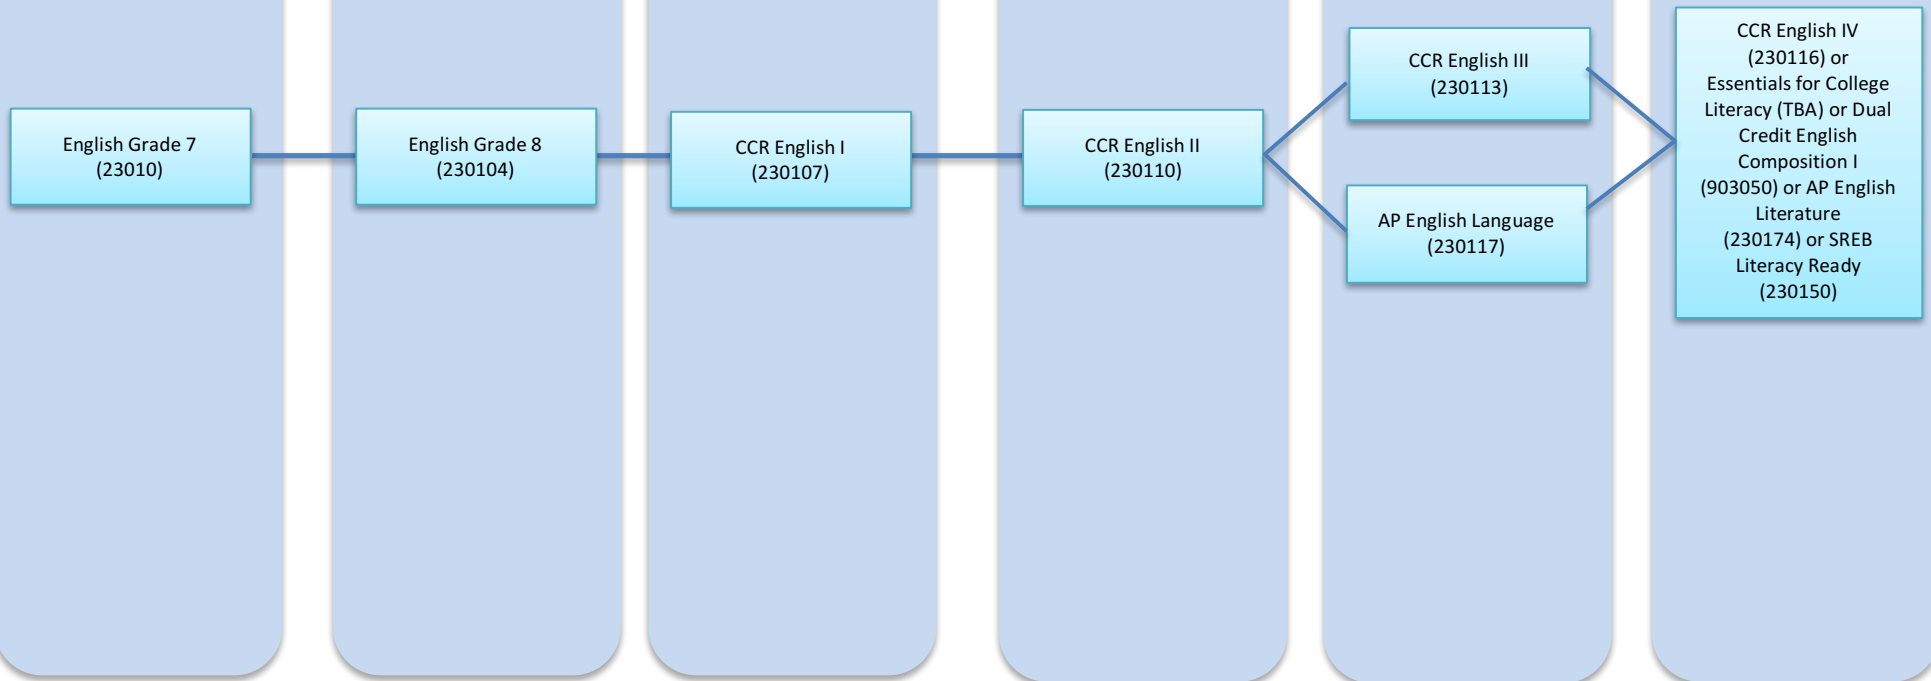 English Grade 7
(23010)
English Grade 8
(230104)
CCR English I
(230107)
CCR English II
(230110)
CCR English III
(230113)
AP English Language
(230117)
CCR English IV
(230116) or
Essentials for College
Literacy (TBA) or Dual
Credit English
Composition I
(903050) or AP English
Literature
(230174) or SREB
Literacy Ready
(230150)